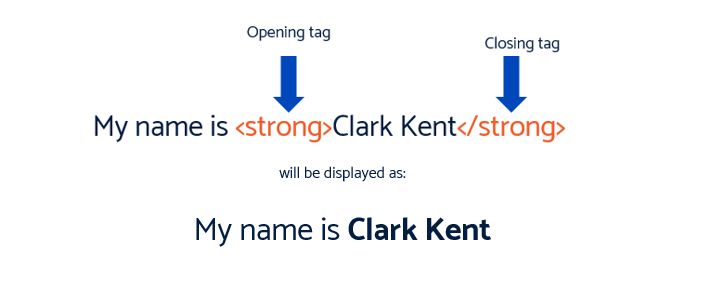 Opening tag
Closing tag
My name is <strong>Clark Kent</strong>
will be displayed as:
My name is Clark Kent